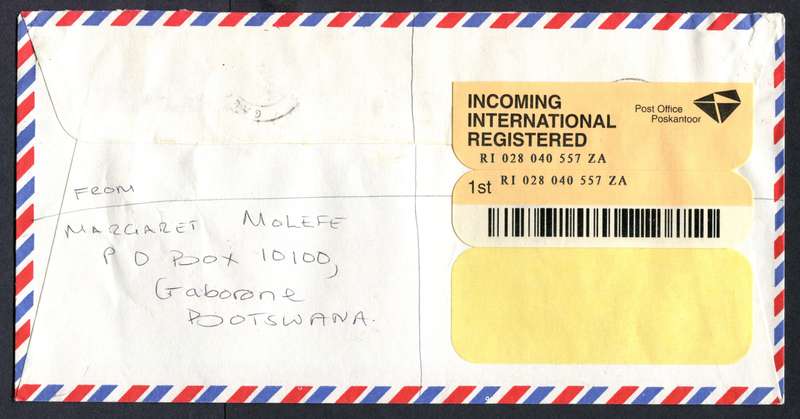 INCOMING
INTERNATIONAL
REGISTERED
Post Office
Poskantoor
RI 028 040 557 ZA
1st RI 028 040 557 ZA
FROM
MARGARET MOLEFE
P O BOX 10100,
Gaborone
BOTSWANA.